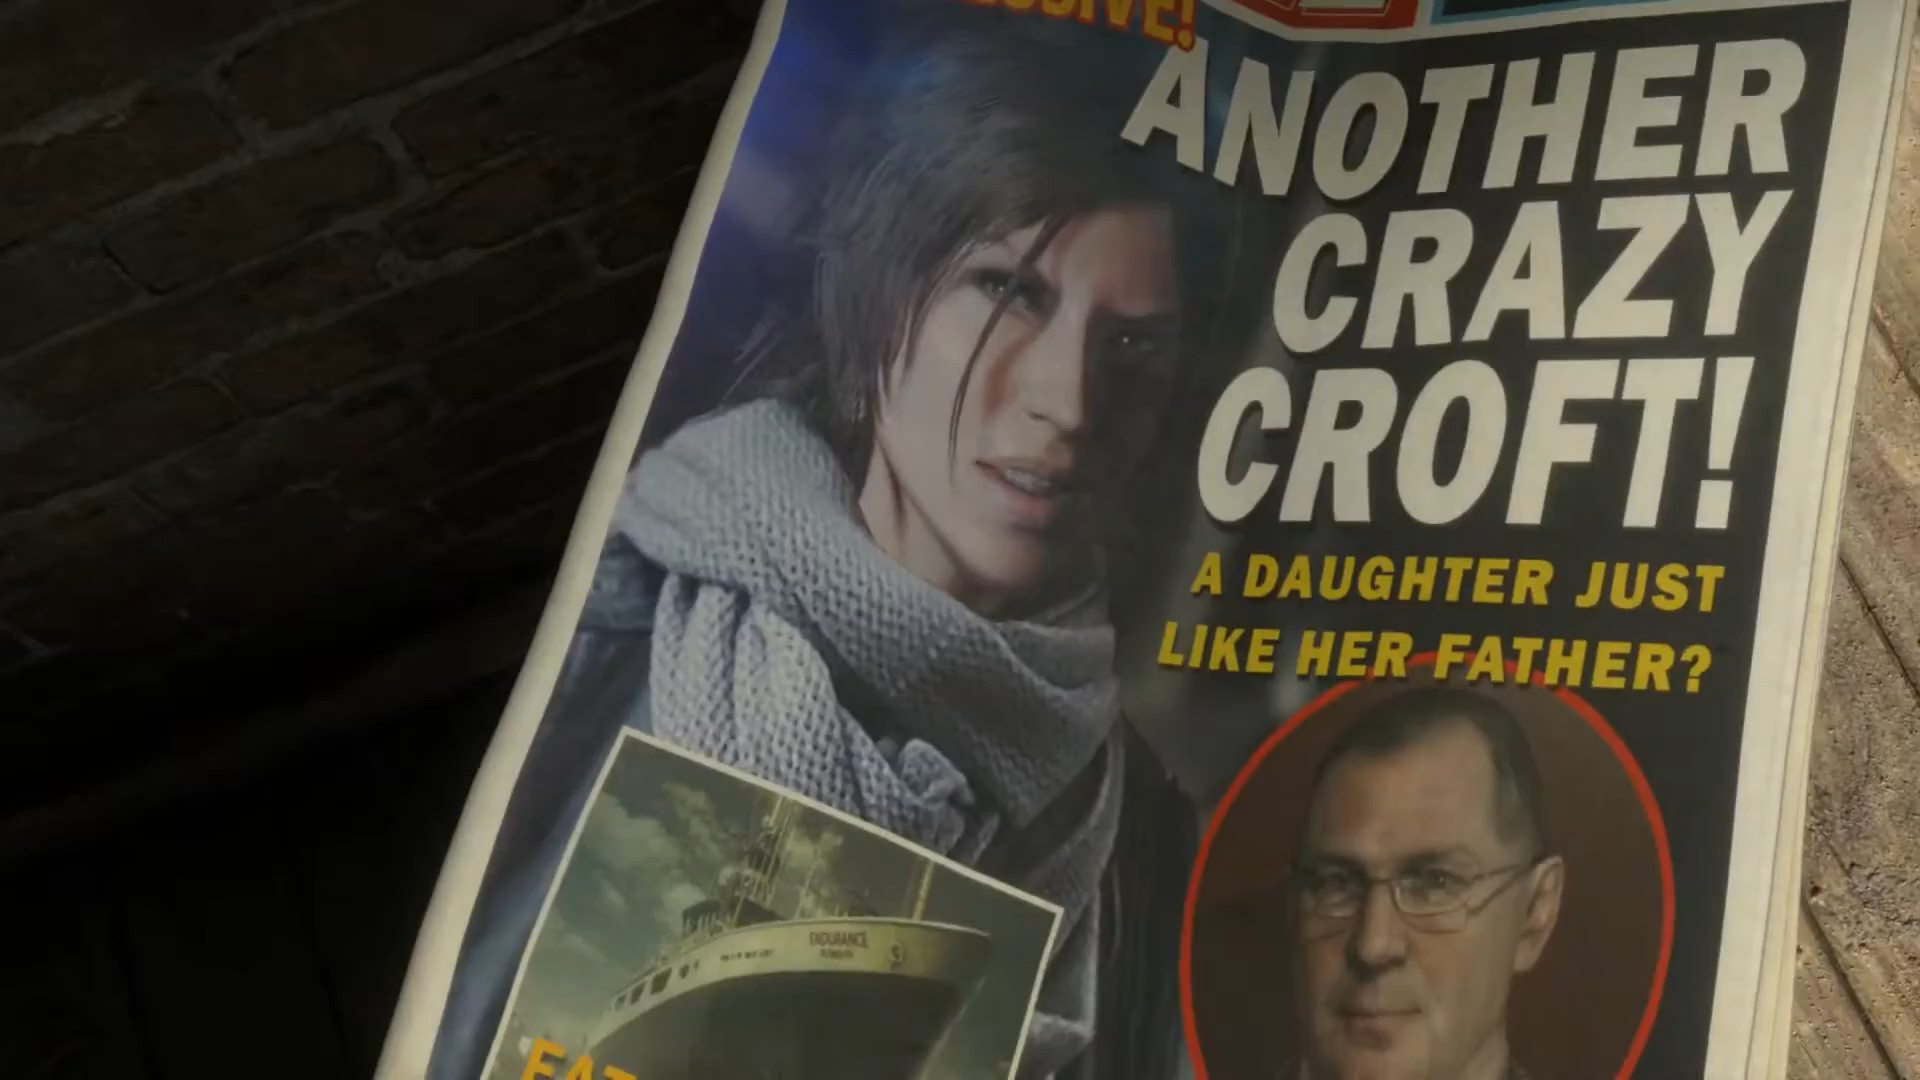 ANOTHER
CRAZY
CROFT!
A DAUGHTER JUST
LIKE HER FATHER?
ENDURANCE